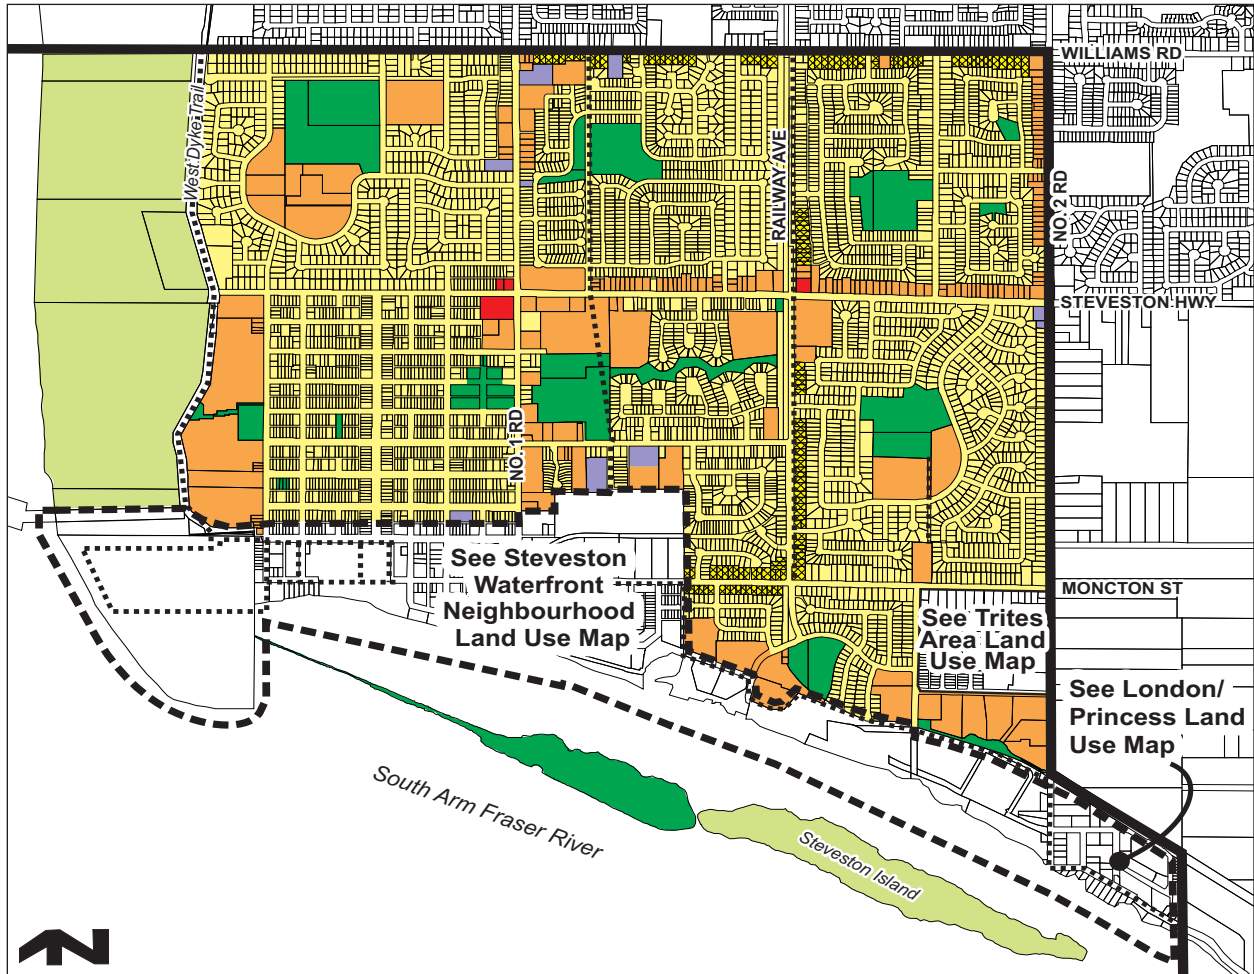 WILLIAMS RD
West Dyke Trail
RAILWAY AVE
NO. 2 RD
STEVESTON HWY
NO. 1 RD
See Steveston
Waterfront
Neighbourhood
Land Use Map
MONCTON ST
See Trites
Area Land
Use Map
See London/
Princess Land
Use Map
South Arm Fraser River
Steveston Island
N